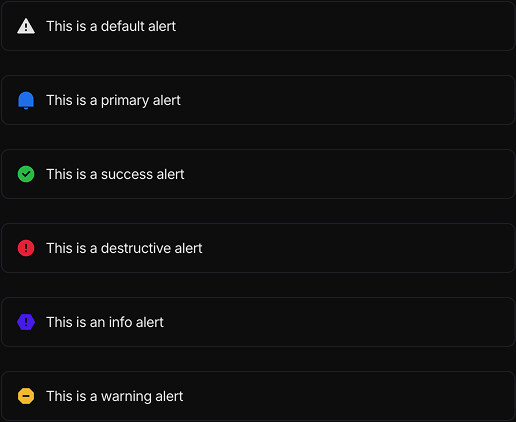 This is a default alert
This is a primary alert
This is a success alert
This is a destructive alert
This is an info alert
This is a warning alert